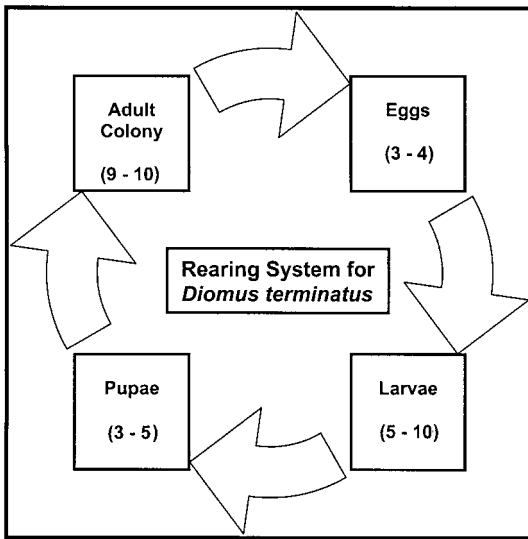 Adult
Colony
(9 - 10)
Eggs
(3 - 4)
Rearing System for
Diomus terminatus
Pupae
(3 - 5)
Larvae
(5 - 10)